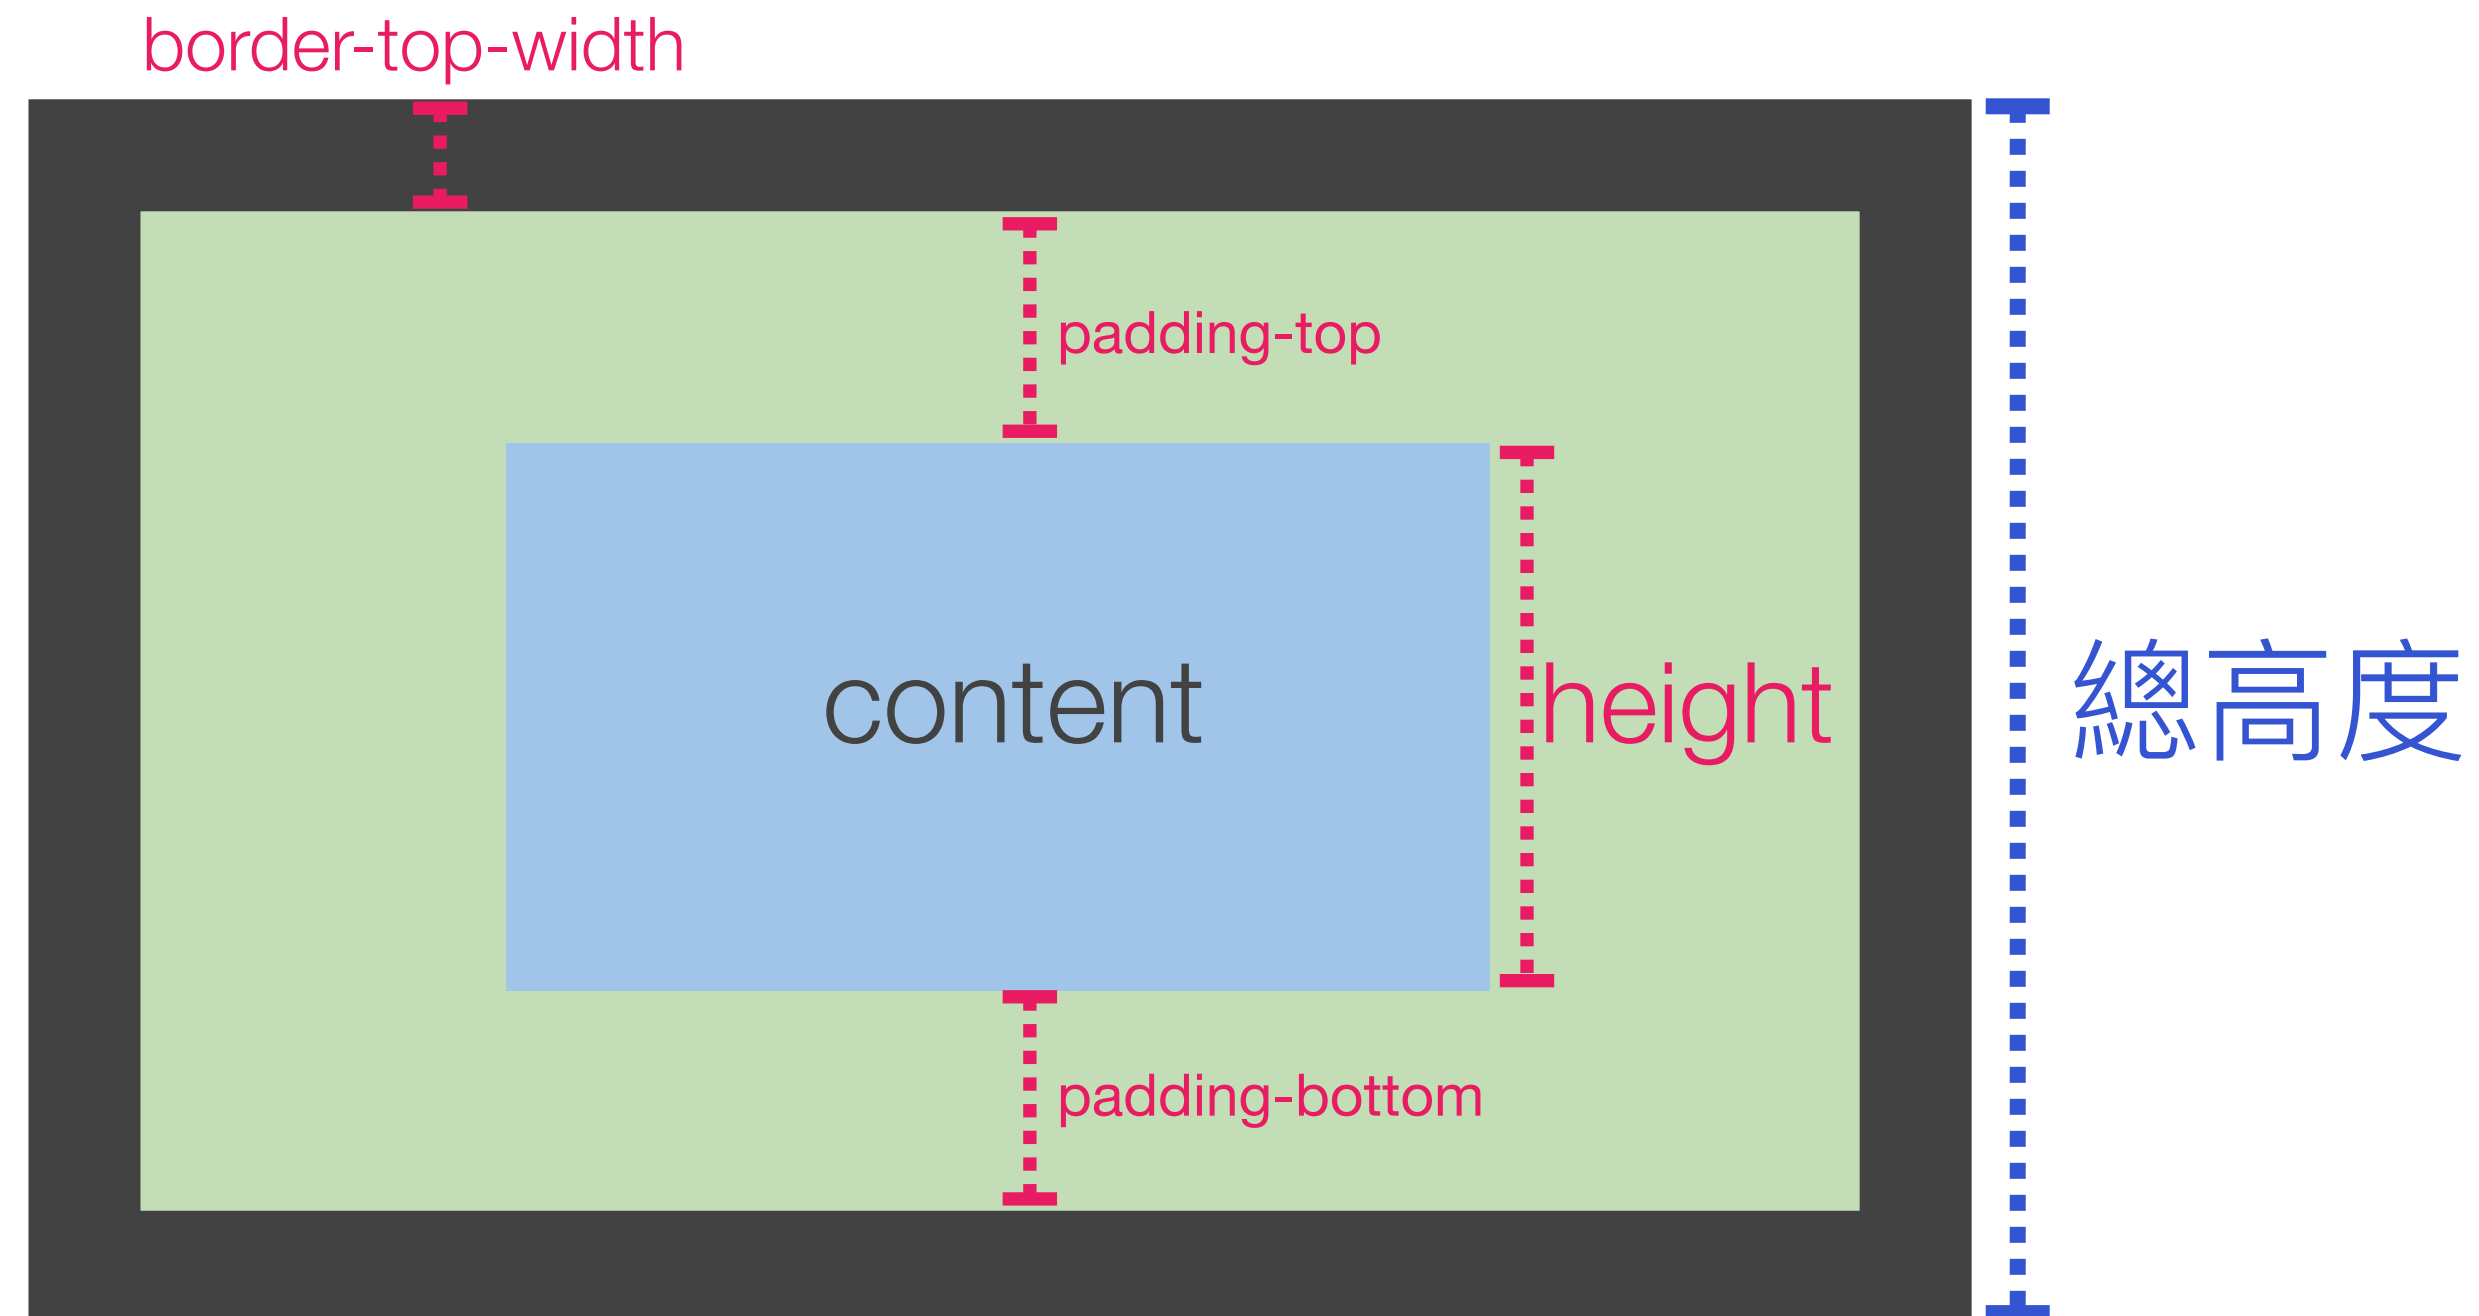 border-top-width
padding-top
content
height
總高度
padding-bottom